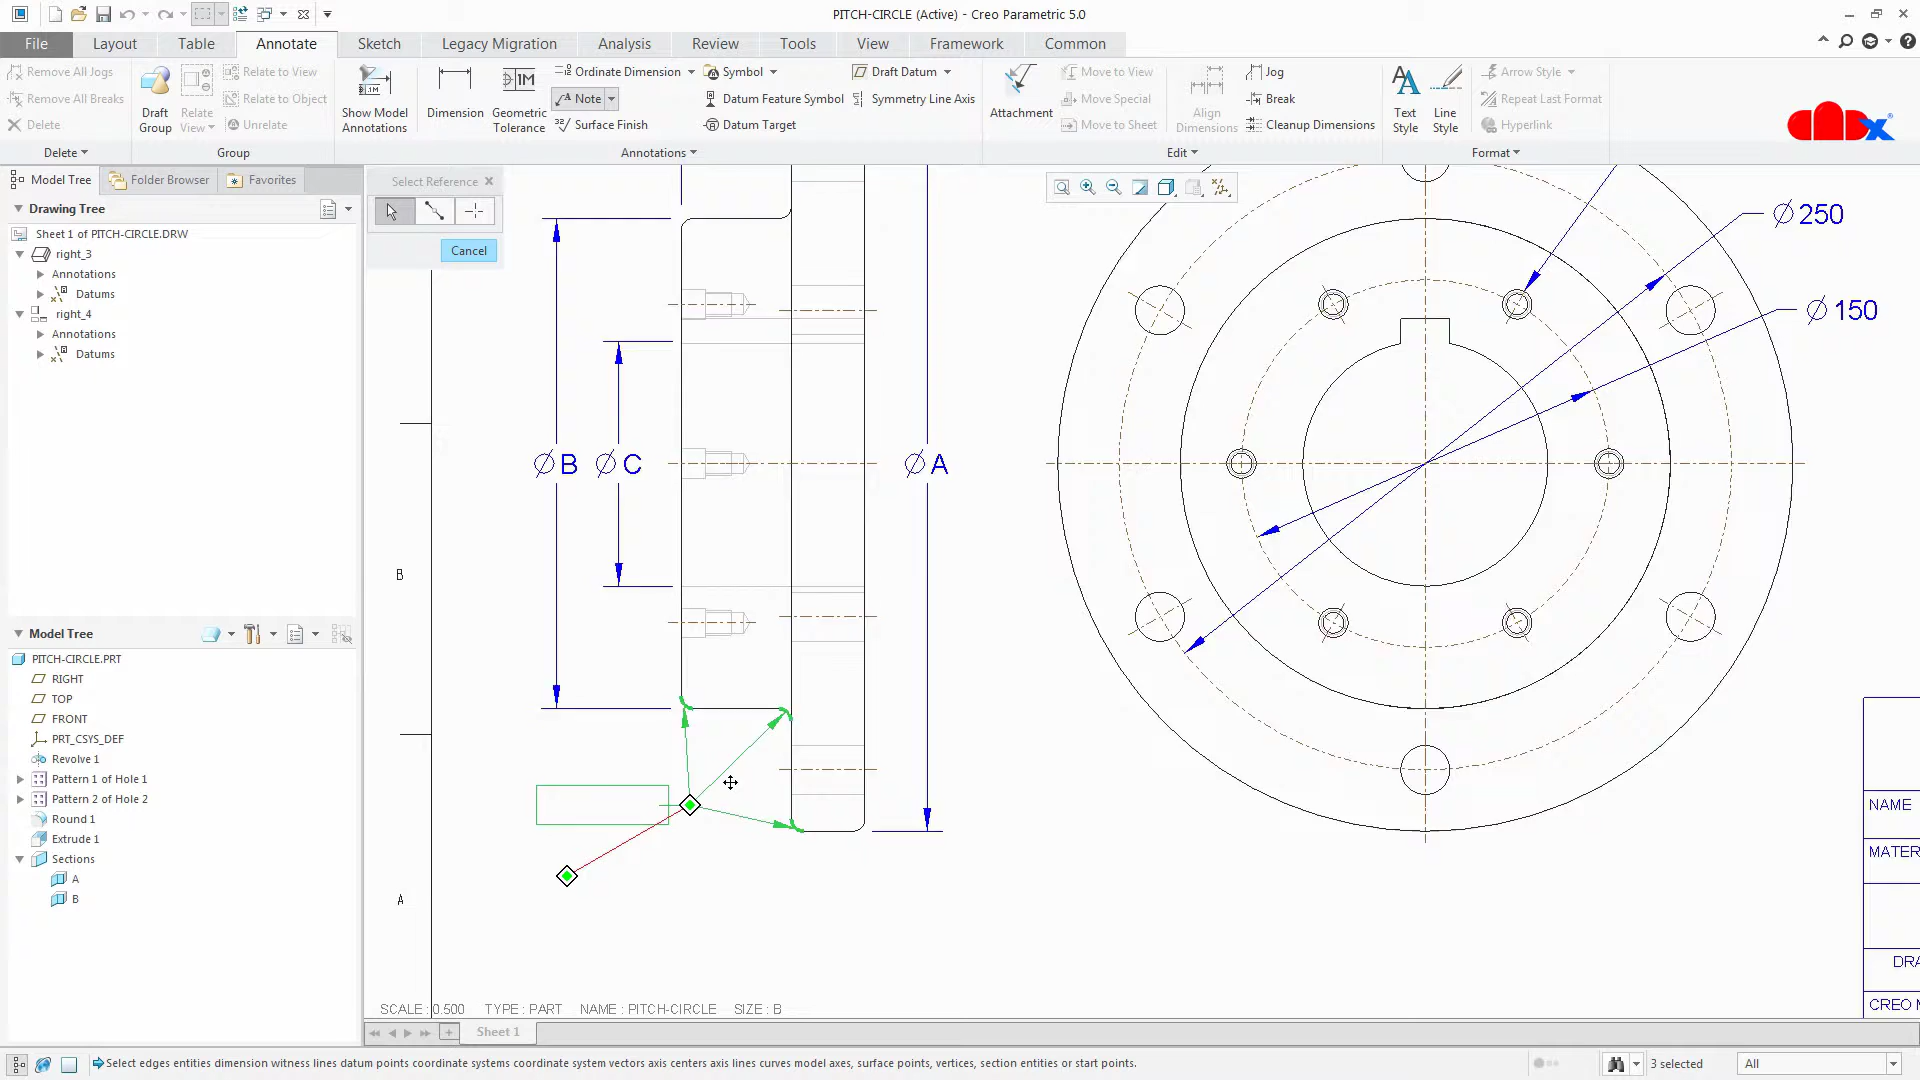 PITCH-CIRCLE (Active) - Creo Parametric 5.0
File Layout Table Annotate Sketch Legacy Migration Analysis Review Tools View Framework Common
Remove All Jogs
Remove All Breaks
Delete
Delete
Draft Group
Relate View
Relate to View
Relate to Object
Unrelate
Group
Show Model Annotations
Dimension
Geometric Tolerance
Ordinate Dimension
Note
Surface Finish
Symbol
Datum Feature Symbol
Datum Target
Draft Datum
Symmetry Line Axis
Annotations
Attachment
Move to View
Move Special
Move to Sheet
Align Dimensions
Jog
Break
Cleanup Dimensions
Edit
Text Style
Line Style
Arrow Style
Repeat Last Format
Hyperlink
Format
Model Tree Folder Browser Favorites
Drawing Tree
Sheet 1 of PITCH-CIRCLE.DRW
right_3
Annotations
Datums
right_4
Annotations
Datums
Model Tree
PITCH-CIRCLE.PRT
RIGHT
TOP
FRONT
PRT_CSYS_DEF
Revolve 1
Pattern 1 of Hole 1
Pattern 2 of Hole 2
Round 1
Extrude 1
Sections
A
B
Select Reference
Cancel
∅ B
∅ C
∅ A
∅ 250
∅ 150
B
A
NAME
MATER
DRA
CREO M
SCALE : 0.500 TYPE : PART NAME : PITCH-CIRCLE SIZE : B
Sheet 1
Select edges entities dimension witness lines datum points coordinate systems coordinate system vectors axis centers axis lines curves model axes, surface points, vertices, section entities or start points.
3 selected
All